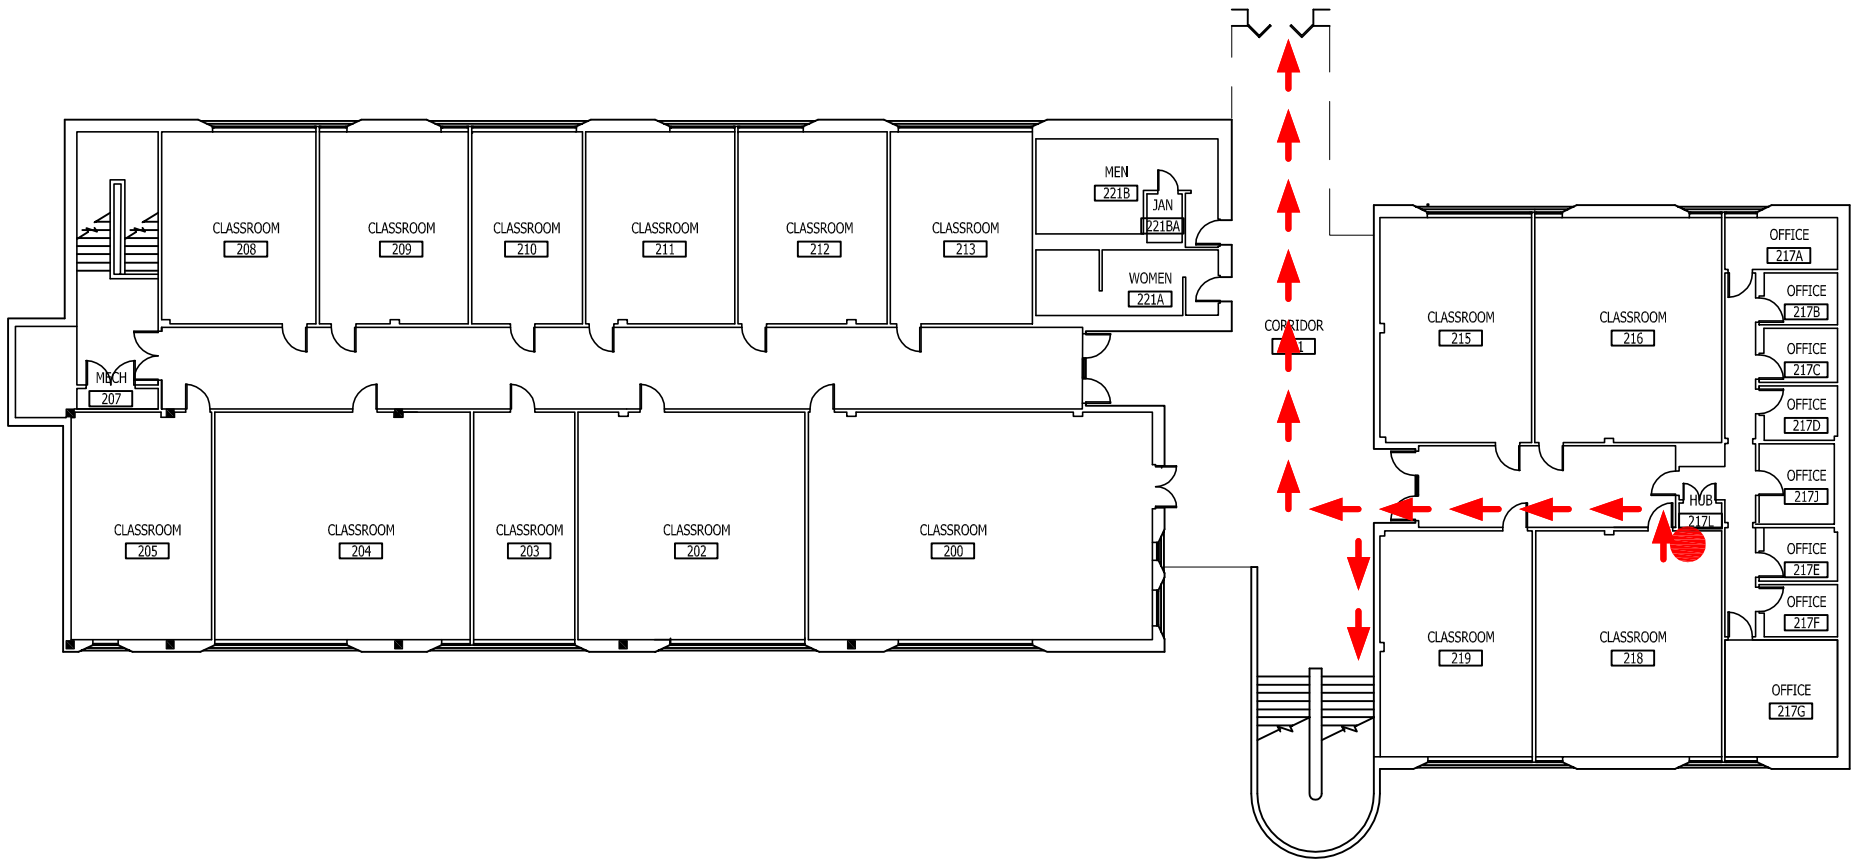 MEN
221B
JAN
221BA
CLASSROOM
208
CLASSROOM
209
CLASSROOM
210
CLASSROOM
211
CLASSROOM
212
CLASSROOM
213
WOMEN
221A
OFFICE
217A
OFFICE
217B
CORRIDOR
CLASSROOM
215
CLASSROOM
216
OFFICE
217C
MECH
207
OFFICE
217D
OFFICE
217J
HUB
217L
CLASSROOM
205
CLASSROOM
204
CLASSROOM
203
CLASSROOM
202
CLASSROOM
200
OFFICE
217E
OFFICE
217F
CLASSROOM
219
CLASSROOM
218
OFFICE
217G